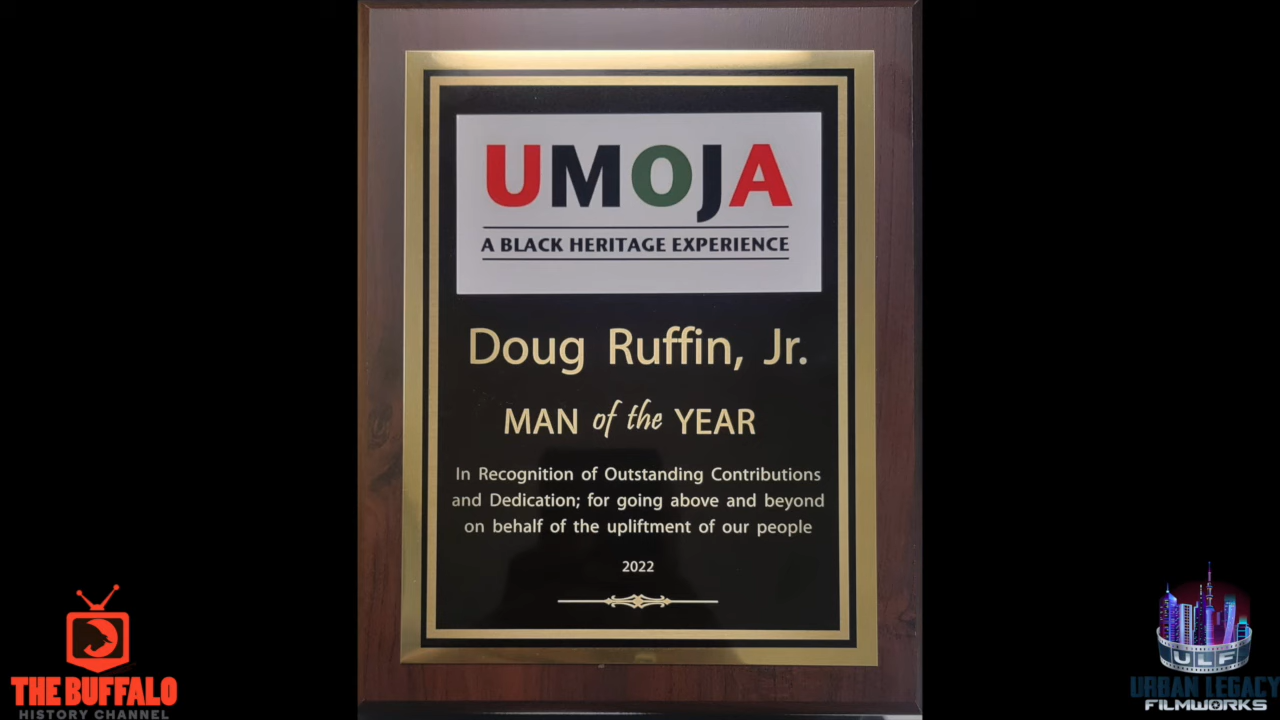 UMOJA
A BLACK HERITAGE EXPERIENCE
Doug Ruffin, Jr.
MAN of the YEAR
In Recognition of Outstanding Contributions
and Dedication; for going above and beyond
on behalf of the upliftment of our people
2022
THE BUFFALO
HISTORY CHANNEL
ULF
URBAN LEGACY
FILMWORKS